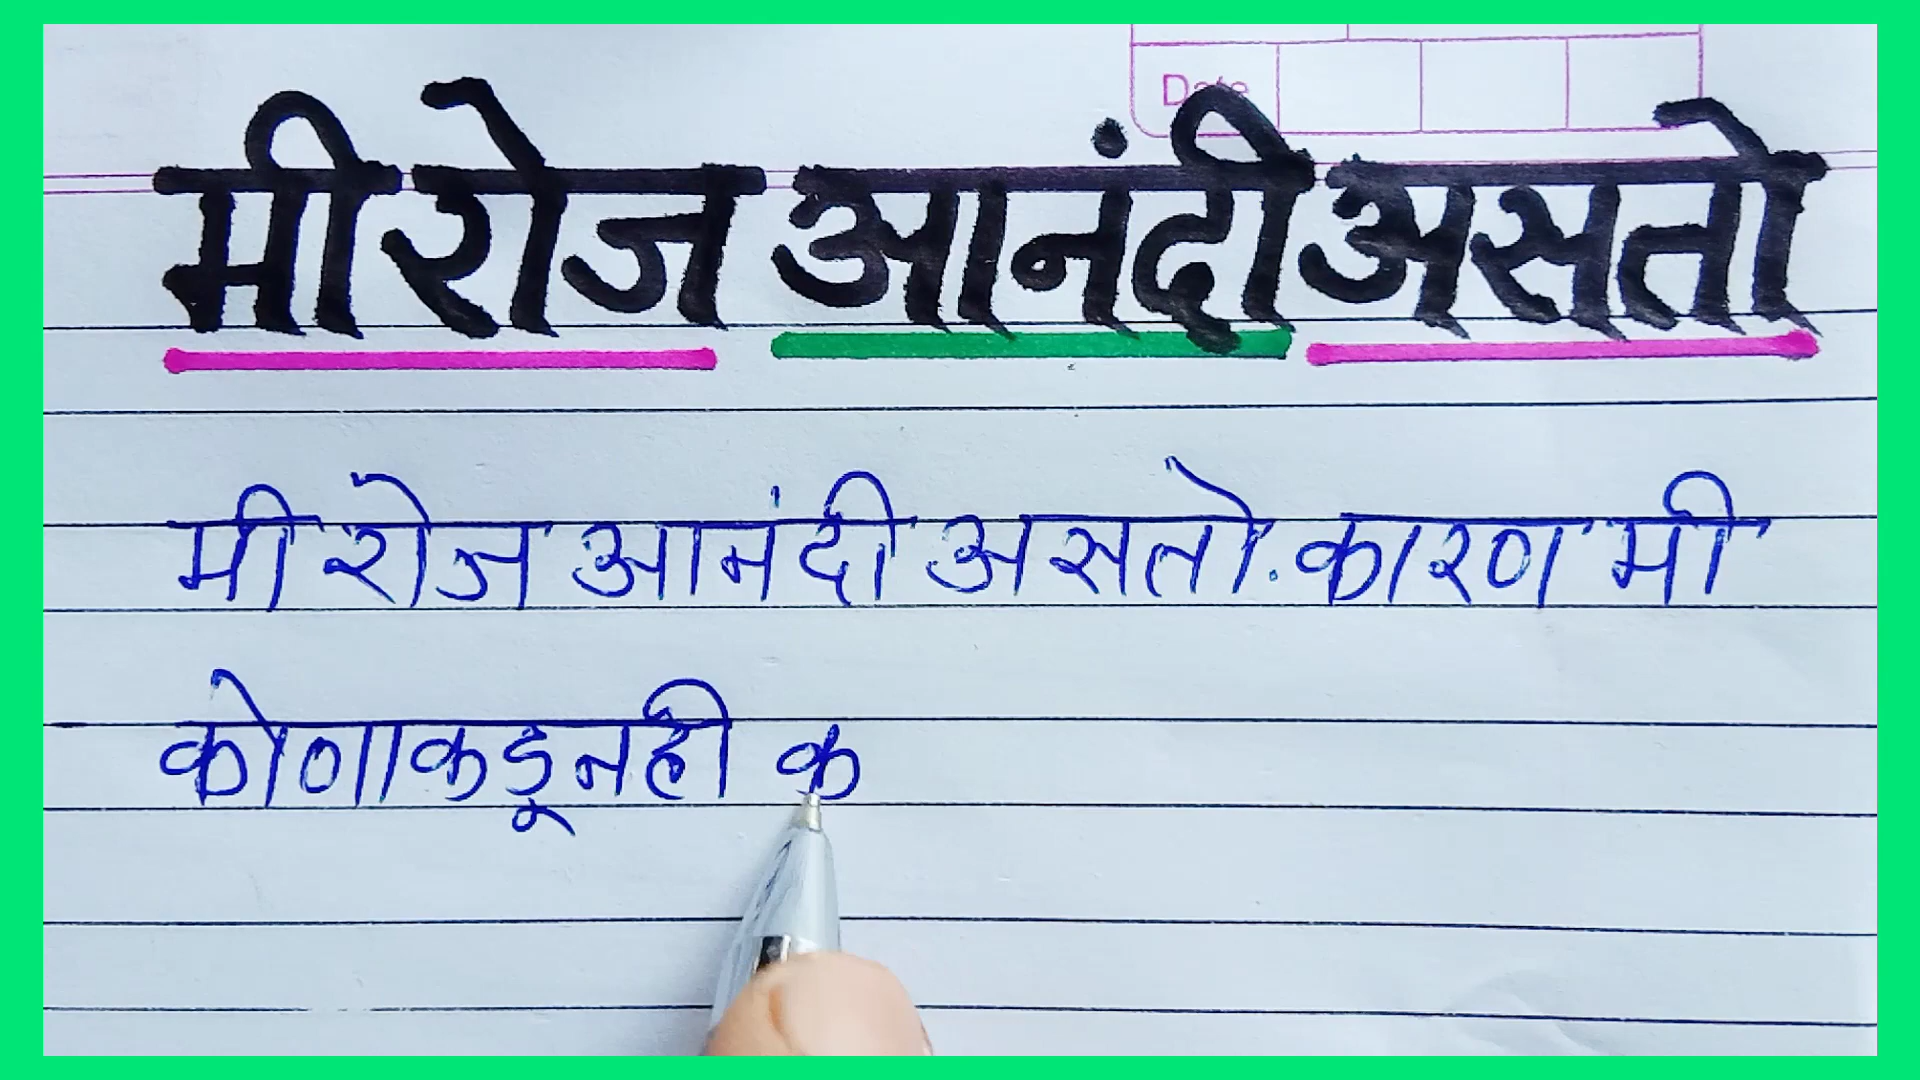 Date
मी रोज आनंदी असतो
मी रोज आनंदी असतो. कारण मी
कोणाकडूनही क